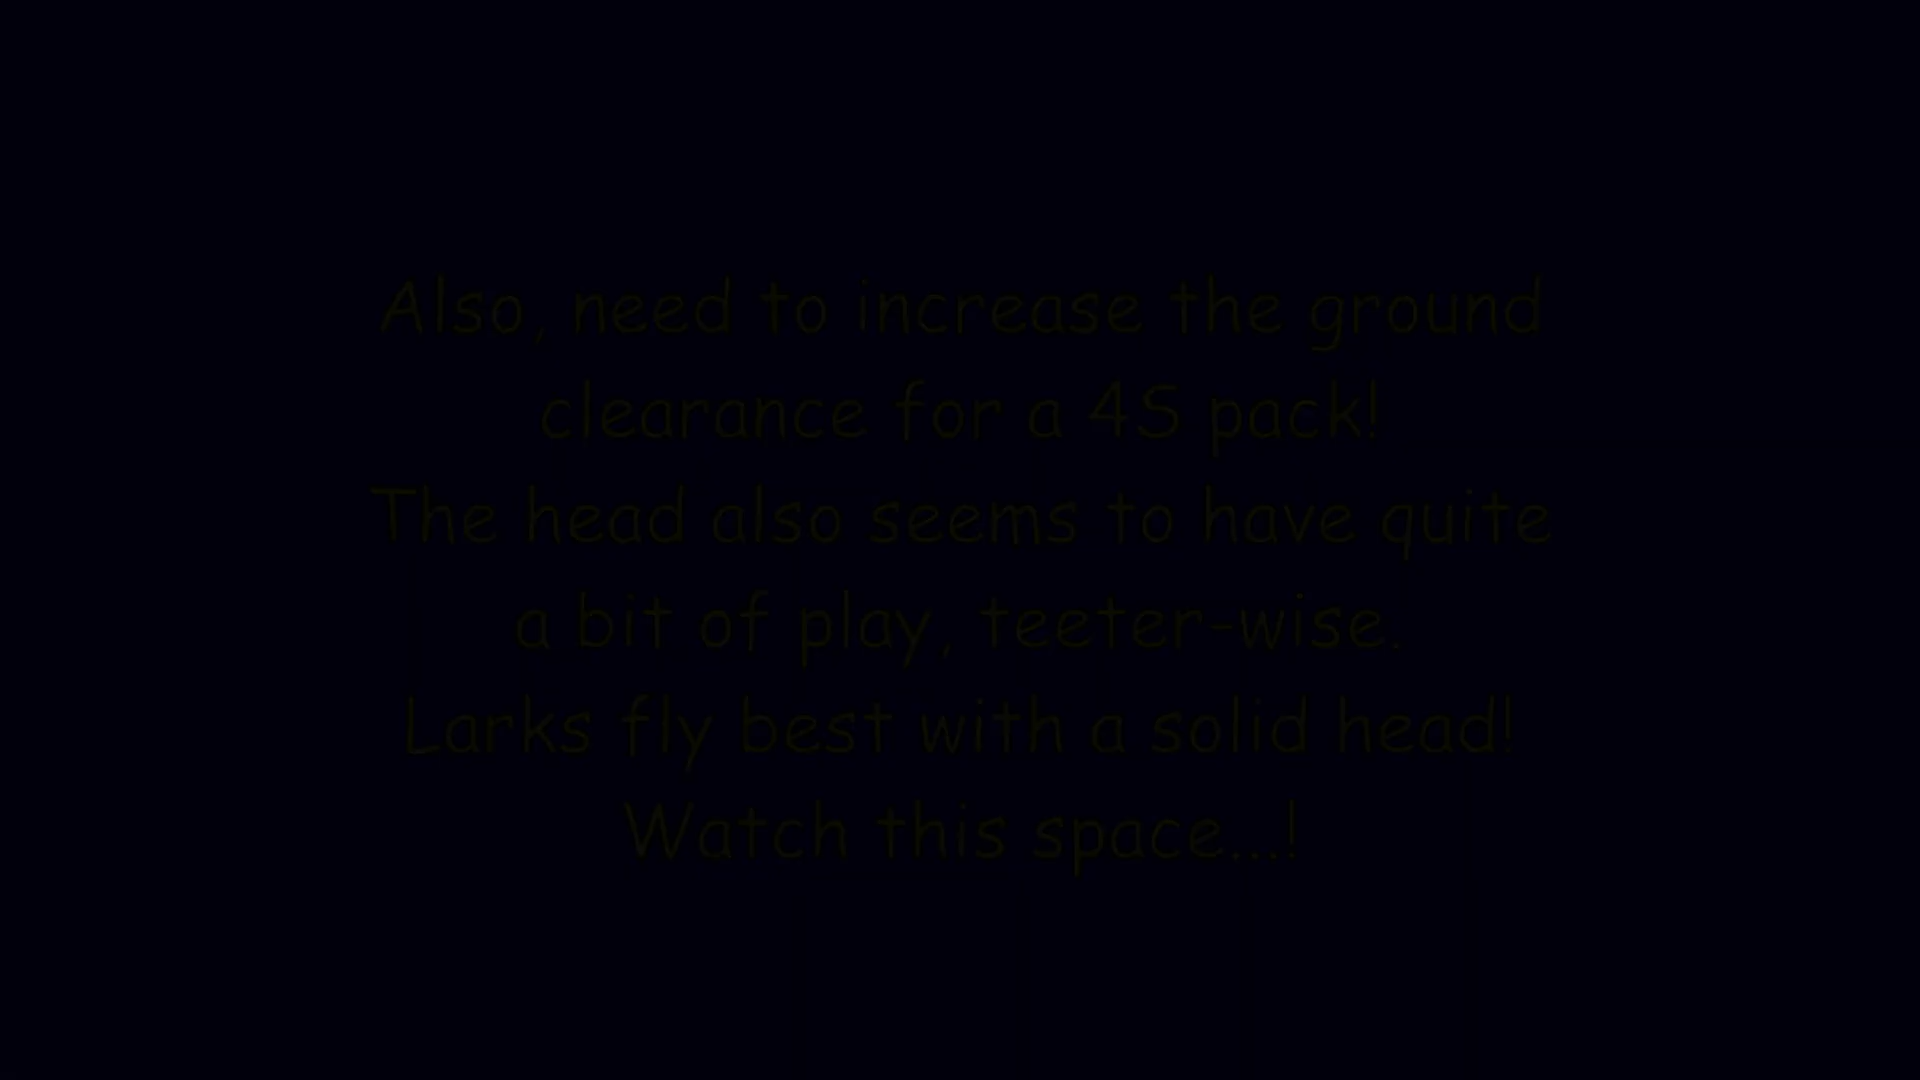 Also, need to increase the ground
clearance for a 4S pack!
The head also seems to have quite
a bit of play, teeter-wise.
Larks fly best with a solid head!
Watch this space...!